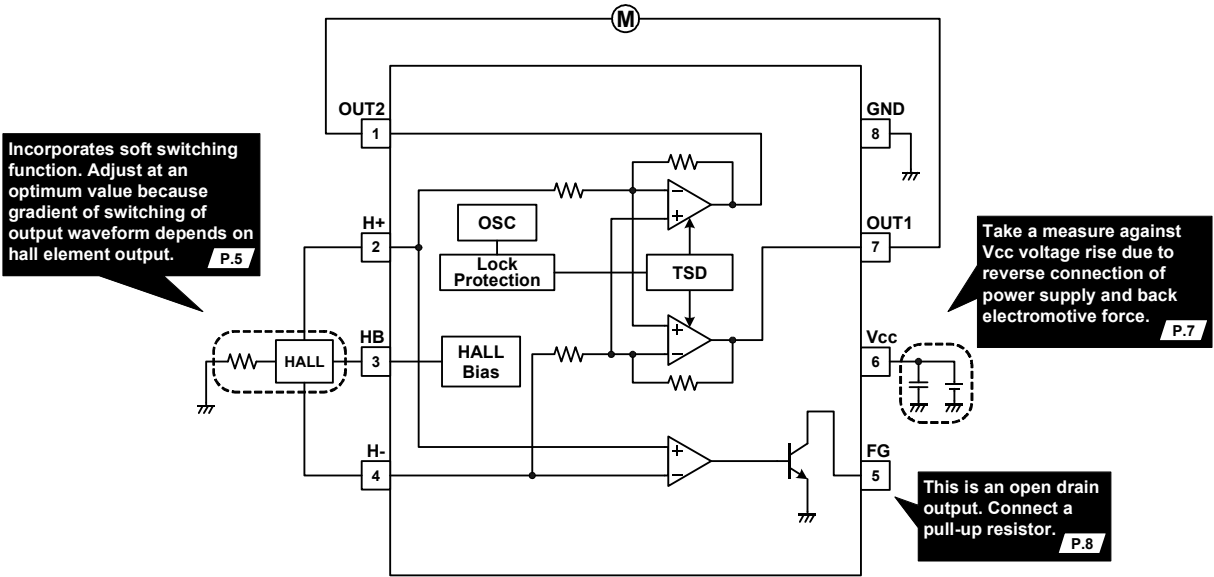 M
OUT2
1
GND
8
Incorporates soft switching
function. Adjust at an
optimum value because
gradient of switching of
output waveform depends on
hall element output.
P.5
H+
2
OSC
Lock
Protection
TSD
OUT1
7
Take a measure against
Vcc voltage rise due to
reverse connection of
power supply and back
electromotive force.
P.7
HALL
HB
3
HALL
Bias
Vcc
6
H-
4
FG
5
This is an open drain
output. Connect a
pull-up resistor.
P.8
−
+
+
−
+
−